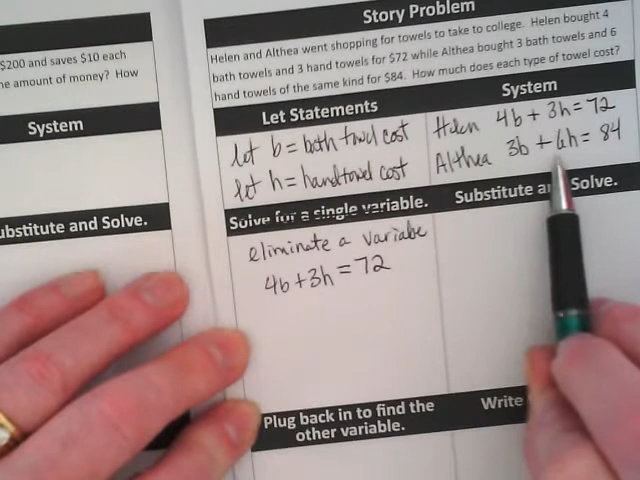 $200 and saves $10 each
e amount of money? How
System
ubstitute and Solve.
Story Problem
Helen and Althea went shopping for towels to take to college. Helen bought 4
bath towels and 3 hand towels for $72 while Althea bought 3 bath towels and 6
hand towels of the same kind for $84. How much does each type of towel cost?
Let Statements
System
let b = bath towel cost
let h = hand towel cost
Helen 4b + 3h = 72
Althea 3b + 6h = 84
Solve for a single variable.
Substitute and Solve.
eliminate a variabe
4b + 3h = 72
Plug back in to find the
other variable.
Write